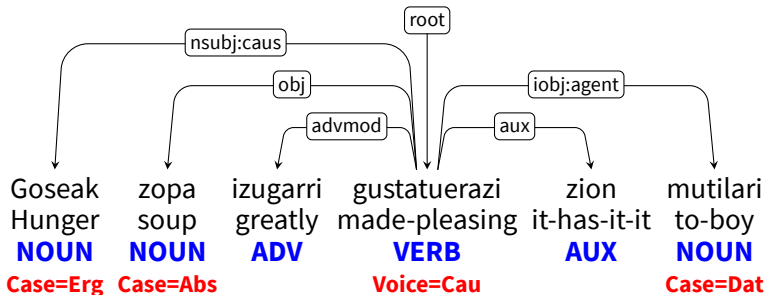 root
nsubj:caus
obj iobj:agent
advmod aux
Goseak zopa izugarri gustatuerazi zion mutilari
Hunger soup greatly made-pleasing it-has-it-it to-boy
NOUN NOUN ADV VERB AUX NOUN
Case=Erg Case=Abs Voice=Cau Case=Dat